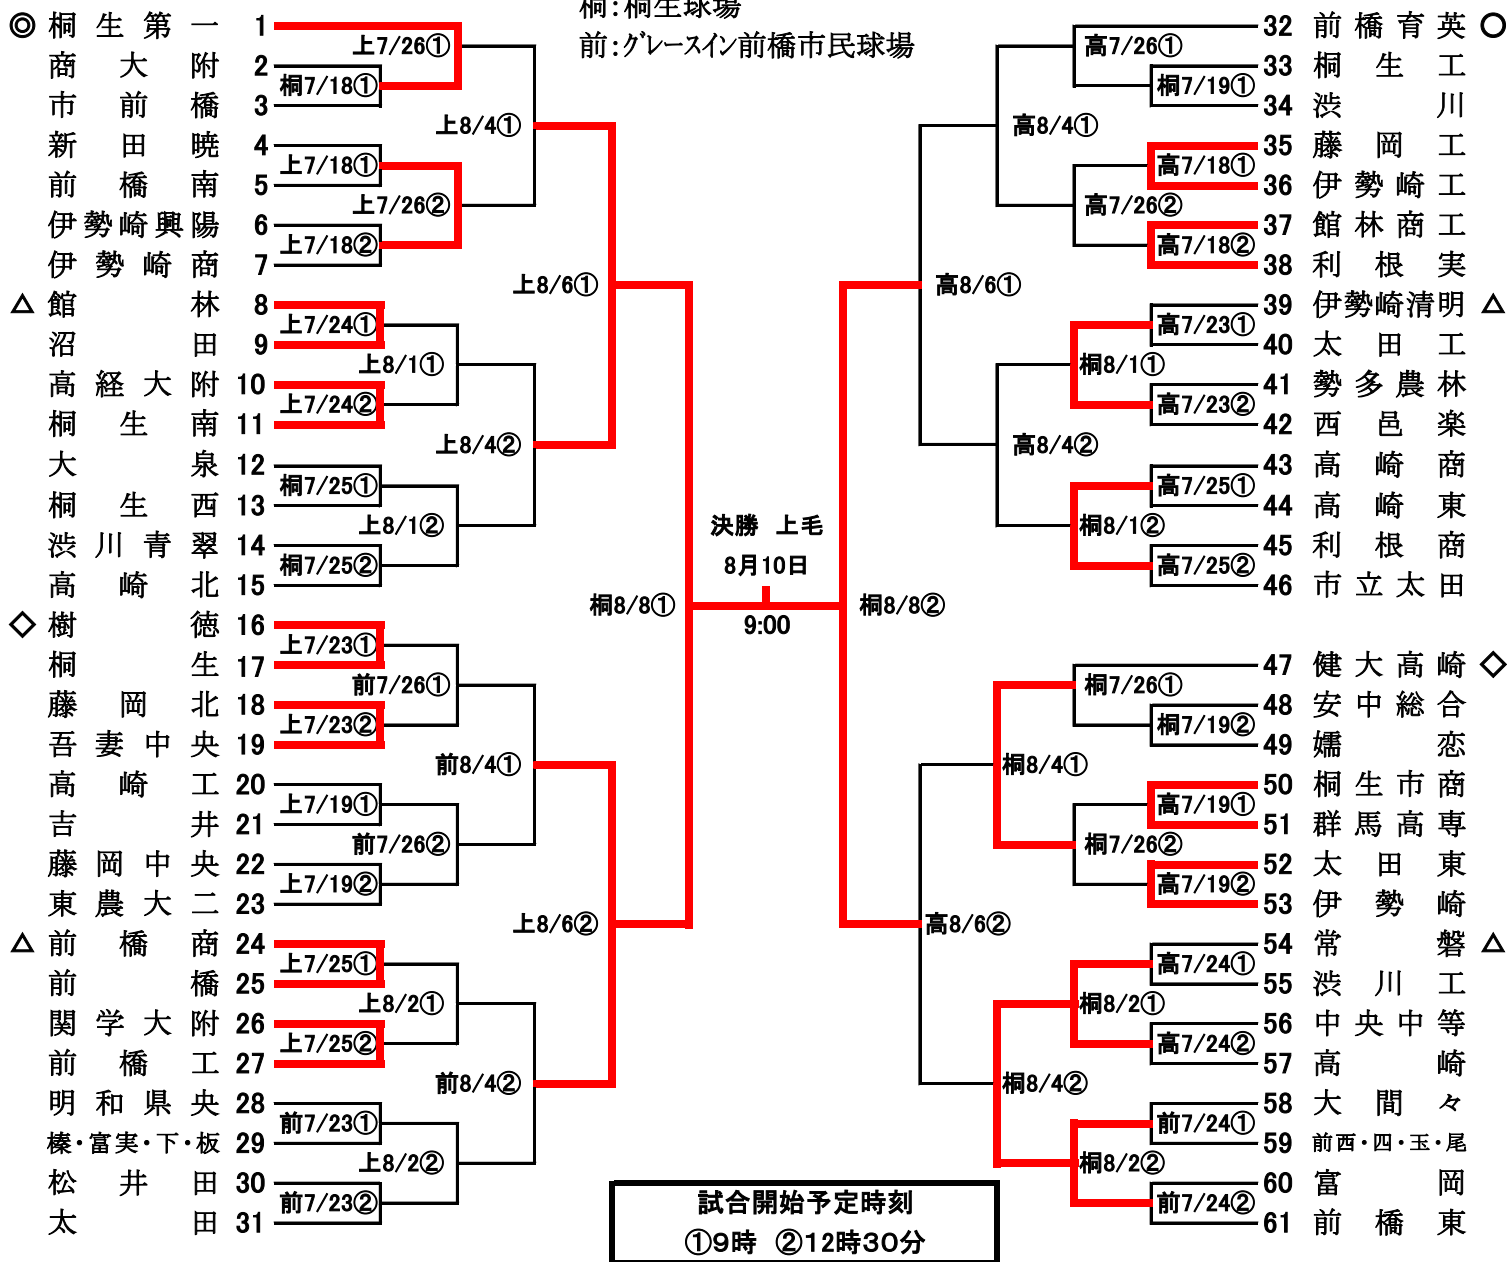 桐：桐生球場
前：グレースイン前橋市民球場
◎ 桐生第一 1
商大附 2
市前橋 3
新田暁 4
前橋南 5
伊勢崎興陽 6
伊勢崎商 7
△ 館林 8
沼田 9
高経大附 10
桐生南 11
大泉 12
桐生西 13
渋川青翠 14
高崎北 15
◇ 樹徳 16
桐生 17
藤岡北 18
吾妻中央 19
高崎工 20
吉井 21
藤岡中央 22
東農大二 23
△ 前橋商 24
前橋 25
関学大附 26
前橋工 27
明和県央 28
榛・富実・下・板 29
松井田 30
太田 31
上7/26①
桐7/18①
上8/4①
上7/18①
上7/26②
上7/18②
上8/6①
上7/24①
上8/1①
上7/24②
上8/4②
桐7/25①
上8/1②
桐7/25②
桐8/8①
上7/23①
前7/26①
上7/23②
前8/4①
上7/19①
前7/26②
上7/19②
上8/6②
上7/25①
上8/2①
上7/25②
前8/4②
前7/23①
上8/2②
前7/23②
決勝 上毛
8月10日
9:00
32 前橋育英 ○
33 桐生工
34 渋川
35 藤岡工
36 伊勢崎工
37 館林商工
38 利根実
39 伊勢崎清明 △
40 太田工
41 勢多農林
42 西邑楽
43 高崎商
44 高崎東
45 利根商
46 市立太田
47 健大高崎 ◇
48 安中総合
49 嬬恋
50 桐生市商
51 群馬高専
52 太田東
53 伊勢崎
54 常磐 △
55 渋川工
56 中央中等
57 高崎
58 大間々
59 前西・四・玉・尾
60 富岡
61 前橋東
高7/26①
桐7/19①
高8/4①
高7/18①
高7/26②
高7/18②
高8/6①
高7/23①
桐8/1①
高7/23②
高8/4②
高7/25①
桐8/1②
高7/25②
桐8/8②
桐7/26①
桐7/19②
桐8/4①
高7/19①
桐7/26②
高7/19②
高8/6②
高7/24①
桐8/2①
高7/24②
桐8/4②
前7/24①
桐8/2②
前7/24②
試合開始予定時刻
①9時 ②12時30分